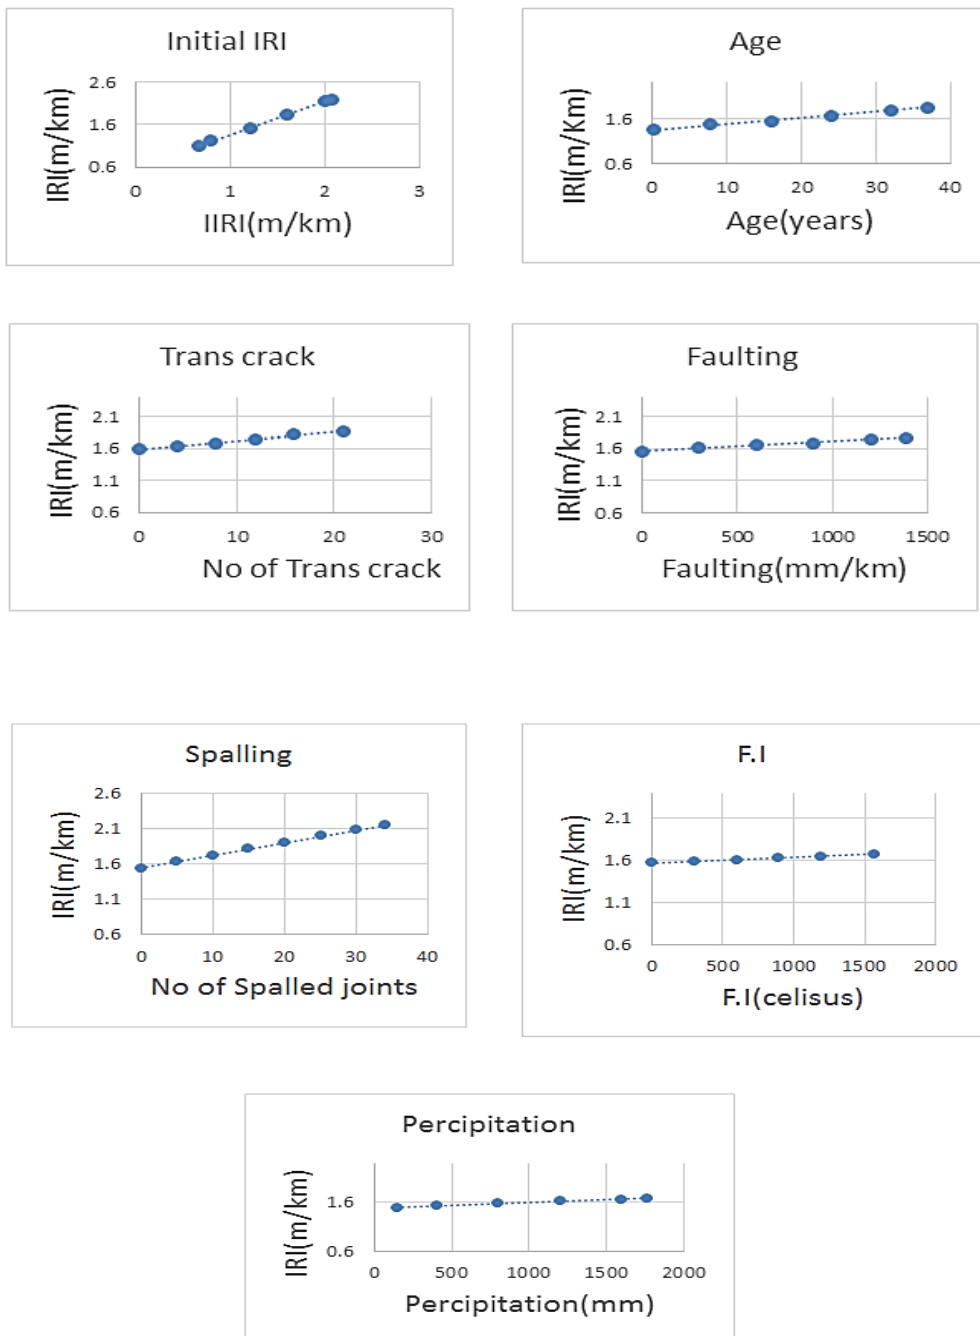 Initial IRI
IRI(m/km)
2.6
1.6
0.6
0 1 2 3
IIRI(m/km)
Age
IRI(m/Km)
1.6
0.6
0 10 20 30 40
Age(years)
Trans crack
IRI(m/km)
2.1
1.6
1.1
0.6
0 10 20 30
No of Trans crack
Faulting
IRI(m/km)
2.1
1.6
1.1
0.6
0 500 1000 1500
Faulting(mm/km)
Spalling
IRI(m/km)
2.6
2.1
1.6
1.1
0.6
0 10 20 30 40
No of Spalled joints
F.I
IRI(m/km)
2.1
1.6
1.1
0.6
0 500 1000 1500 2000
F.I(celisus)
Percipitation
IRI(m/km)
1.6
0.6
0 500 1000 1500 2000
Percipitation(mm)